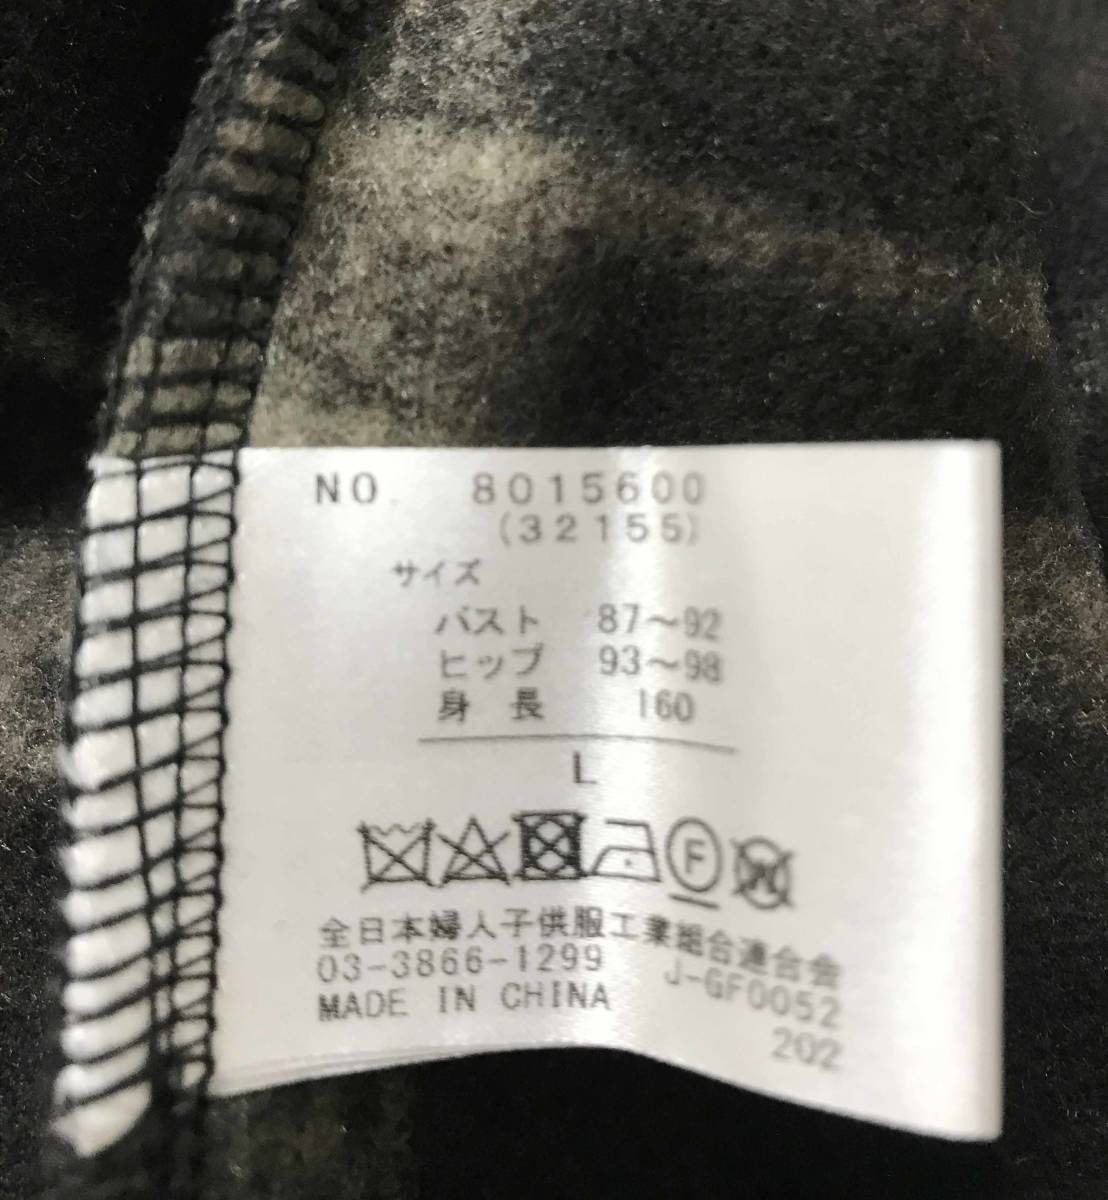 NO. 8015600
(32155)
サイズ
バスト 87～92
ヒップ 93～98
身長 160
L
F
W
全日本婦人子供服工業組合連合会
03-3866-1299 J-GF0052
MADE IN CHINA 202